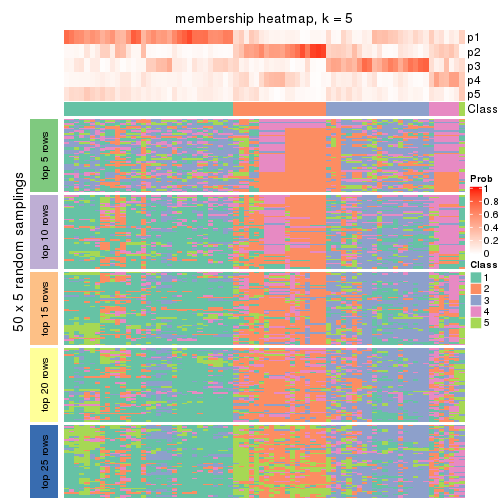 membership heatmap, k = 5
p1
p2
p3
p4
p5
Class
50 x 5 random samplings
top 5 rows
top 10 rows
top 15 rows
top 20 rows
top 25 rows
Prob
1
0.8
0.6
0.4
0.2
0
Class
1
2
3
4
5